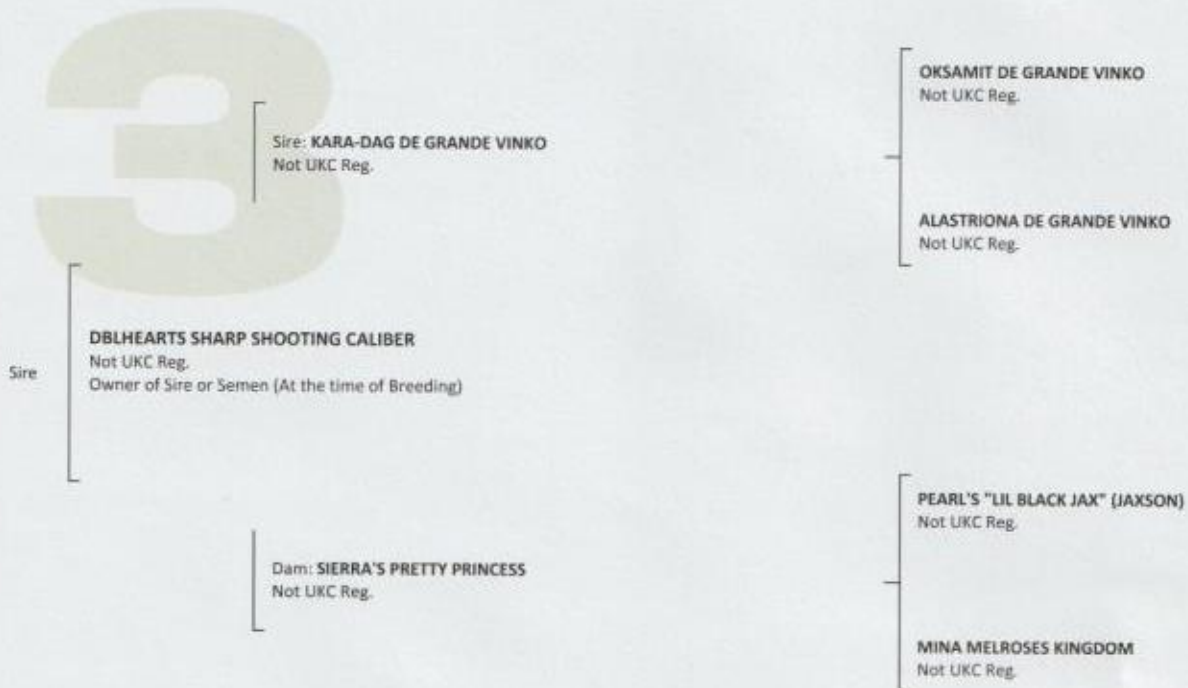 3
OKSAMIT DE GRANDE VINKO
Not UKC Reg.
Sire: KARA-DAG DE GRANDE VINKO
Not UKC Reg.
ALASTRIONA DE GRANDE VINKO
Not UKC Reg.
Sire
DBLHEARTS SHARP SHOOTING CALIBER
Not UKC Reg.
Owner of Sire or Semen (At the time of Breeding)
PEARL'S "LIL BLACK JAX" (JAXSON)
Not UKC Reg.
Dam: SIERRA'S PRETTY PRINCESS
Not UKC Reg.
MINA MELROSES KINGDOM
Not UKC Reg.